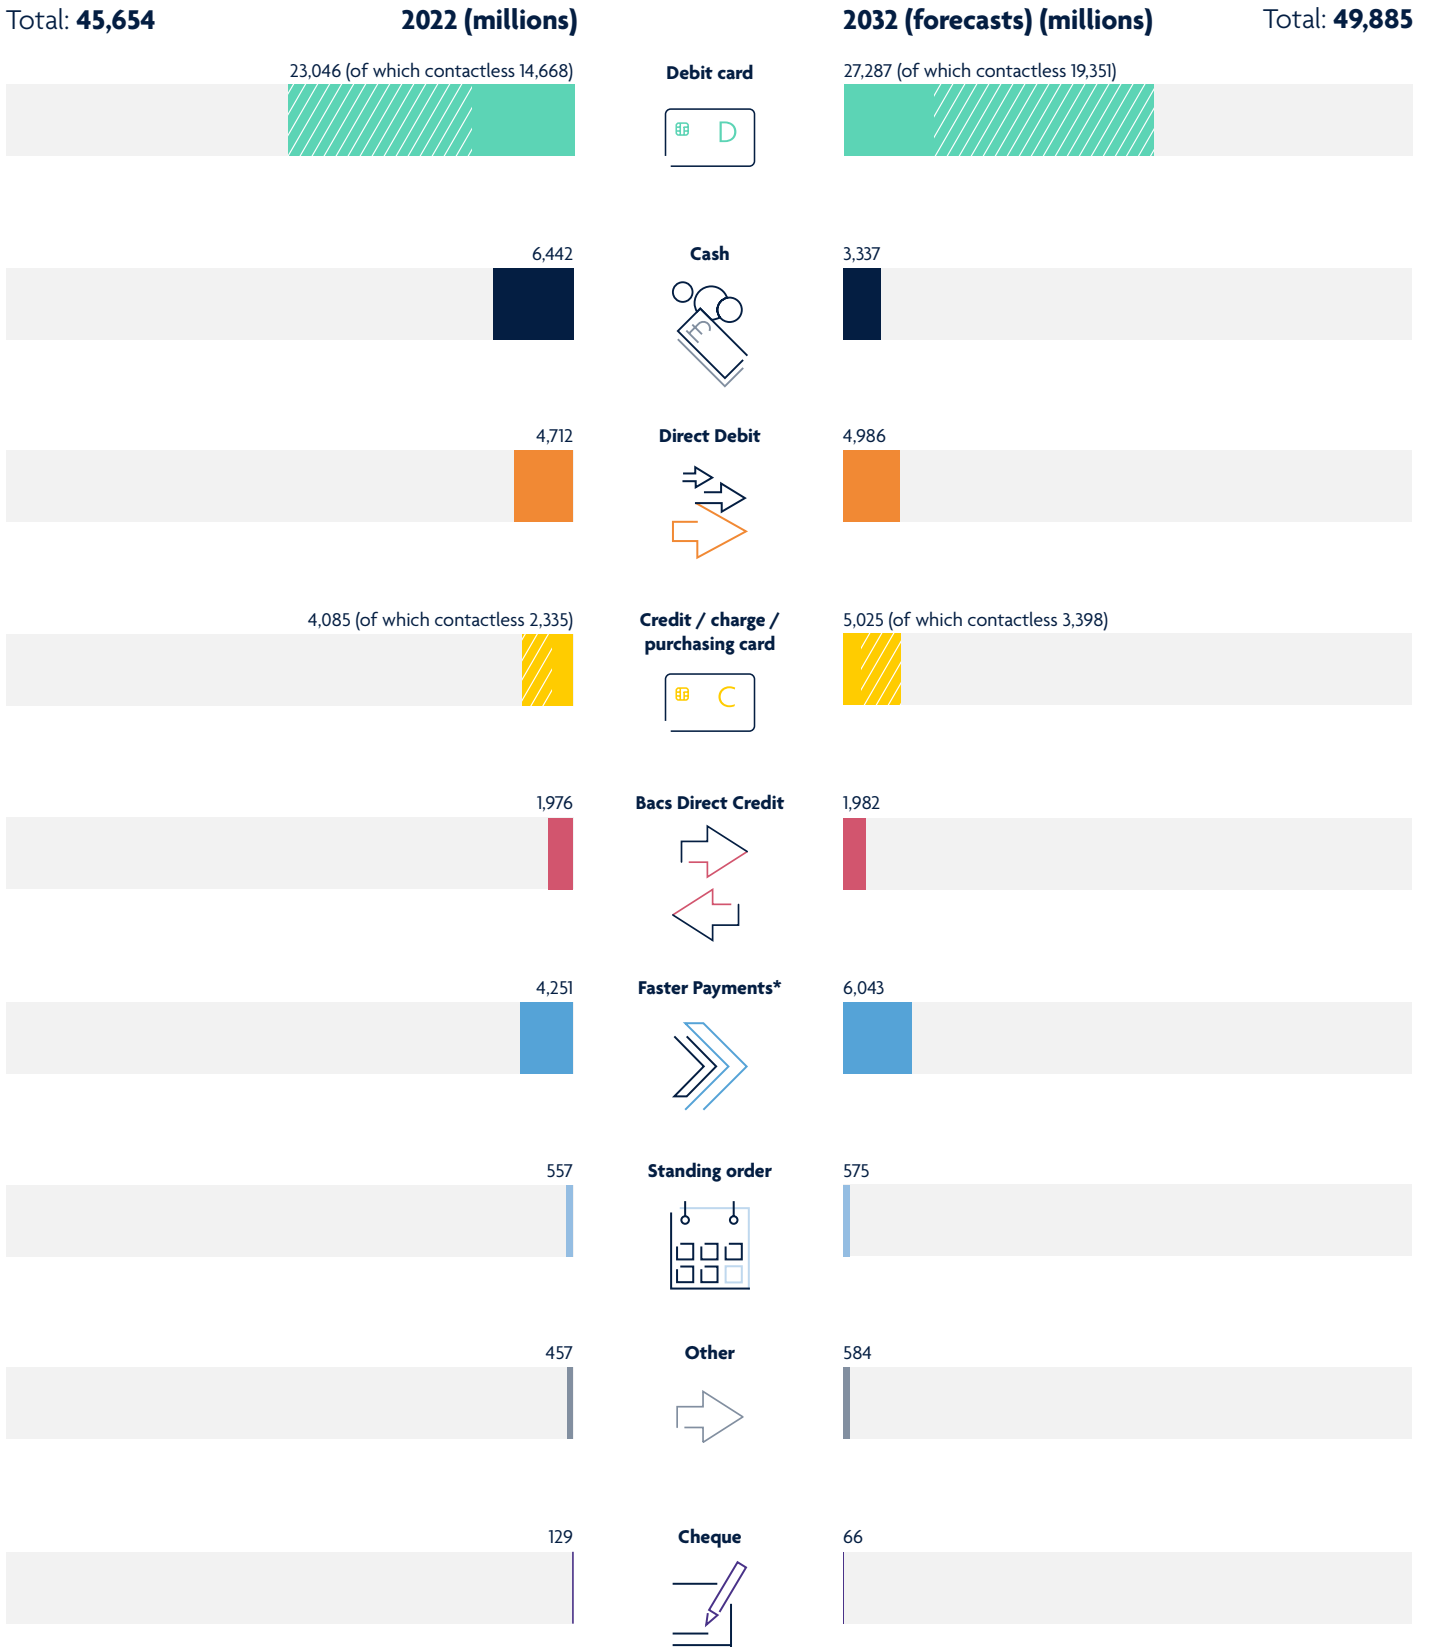 Total: 45,654
2022 (millions)
2032 (forecasts) (millions)
Total: 49,885
23,046 (of which contactless 14,668)
Debit card
27,287 (of which contactless 19,351)
D
6,442
Cash
3,337
£
4,712
Direct Debit
4,986
4,085 (of which contactless 2,335)
Credit / charge /
purchasing card
5,025 (of which contactless 3,398)
C
1,976
Bacs Direct Credit
1,982
4,251
Faster Payments*
6,043
557
Standing order
575
457
Other
584
129
Cheque
66